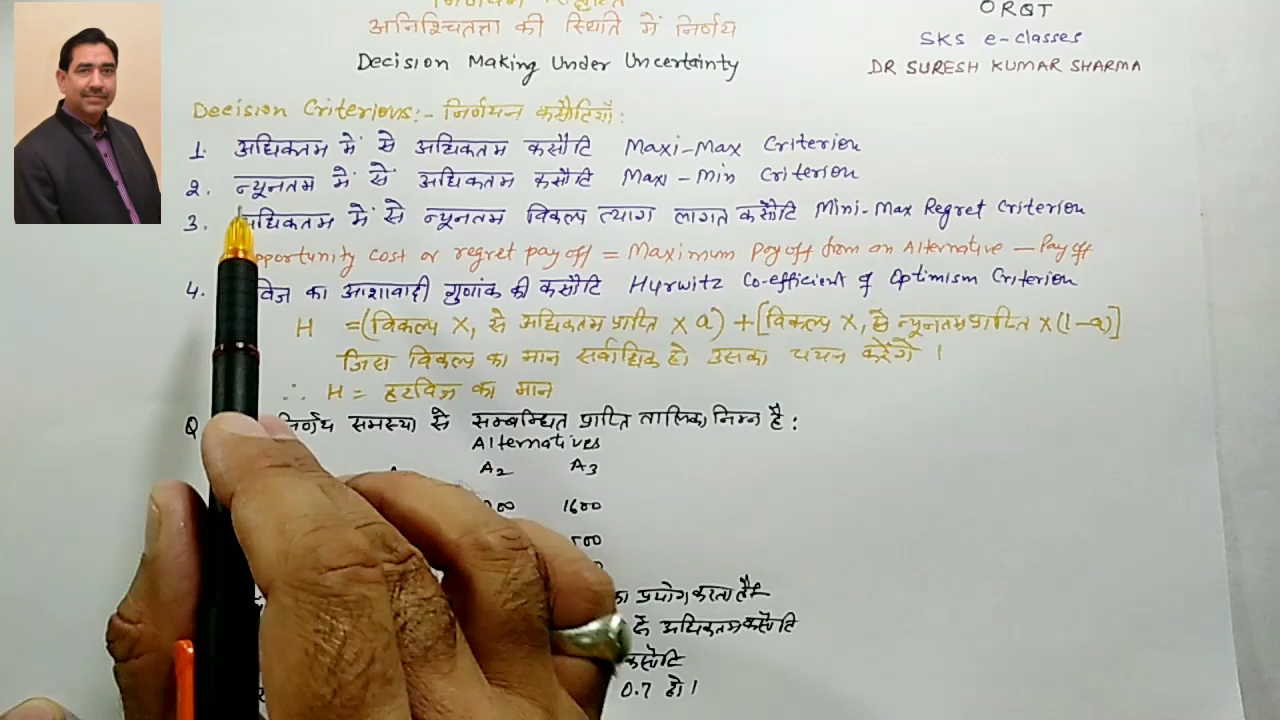 अनिश्चितत्ता की स्थिति में निर्णय
Decision Making Under Uncertainty
ORQT
SKS e-classes
DR SURESH KUMAR SHARMA
Decision Criterions:- निर्णयन कसौटियाँ:
1. अधिकतम में से अधिकतम कसौटि Maxi-Max Criterion
2. न्यूनतम में से अधिकतम कसौटि Maxi-Min Criterion
3. अधिकतम में से न्यूनतम विकल्प त्याग लागत कसौटि Mini-Max Regret Criterion
opportunity cost or regret pay off = Maximum Pay off from an Alternative - Pay off
4. का आशावादी गुणांक की कसौटि Hurwitz Co-efficient of Optimism Criterion
H =(विकल्प X, से अधिकतम प्राप्ति X a) + [विकल्प X, से न्यूनतम प्राप्ति X (1-a)]
जिस विकल्प का मान सर्वाधिक हो उसका चयन करेंगे ।
∴ H = हरविज का मान
Q निर्णय समस्या से सम्बन्धित प्राप्ति तालिका निम्न है:
Alternatives
A2 A3
1600
का प्रयोग करता है
से अधिकतम कसौटि
कसौटि
0.7 हो ।